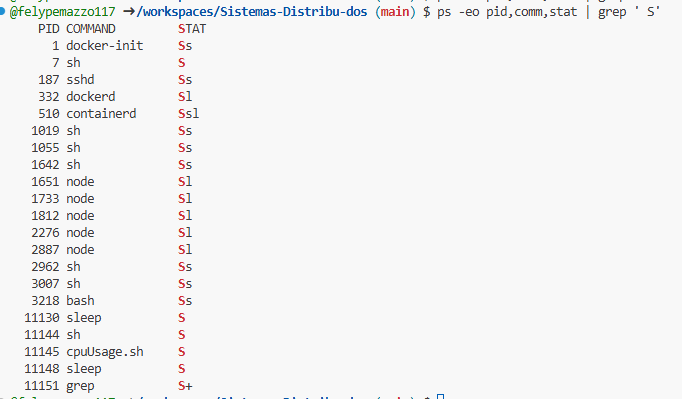 @felypemazzo117 ➜/workspaces/Sistemas-Distribu-dos (main) $ ps -eo pid,comm,stat | grep ' S'
    PID COMMAND         STAT
      1 docker-init     Ss
      7 sh              S
    187 sshd            Ss
    332 dockerd         Sl
    510 containerd      Ssl
   1019 sh              Ss
   1055 sh              Ss
   1642 sh              Ss
   1651 node            Sl
   1733 node            Sl
   1812 node            Sl
   2276 node            Sl
   2887 node            Sl
   2962 sh              Ss
   3007 sh              Ss
   3218 bash            Ss
  11130 sleep           S
  11144 sh              S
  11145 cpuUsage.sh     S
  11148 sleep           S
  11151 grep            S+